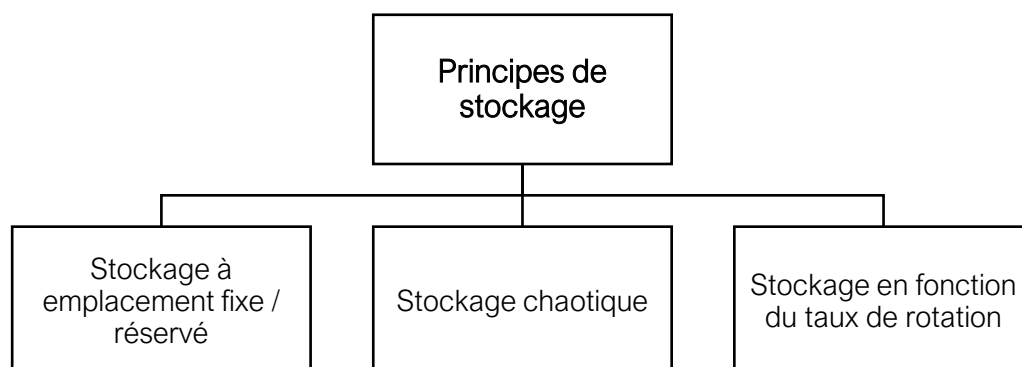 Principes de
stockage
Stockage à
emplacement fixe /
réservé
Stockage chaotique
Stockage en fonction
du taux de rotation